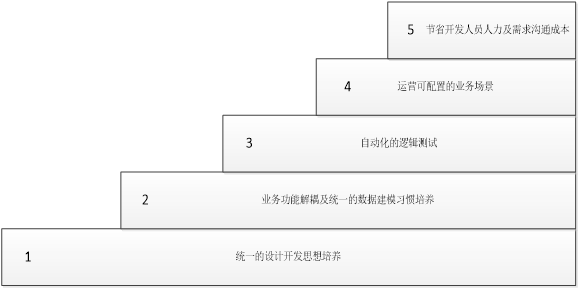 5 节省开发人员人力及需求沟通成本
4 运营可配置的业务场景
3 自动化的逻辑测试
2 业务功能解耦及统一的数据建模习惯培养
1 统一的设计开发思想培养